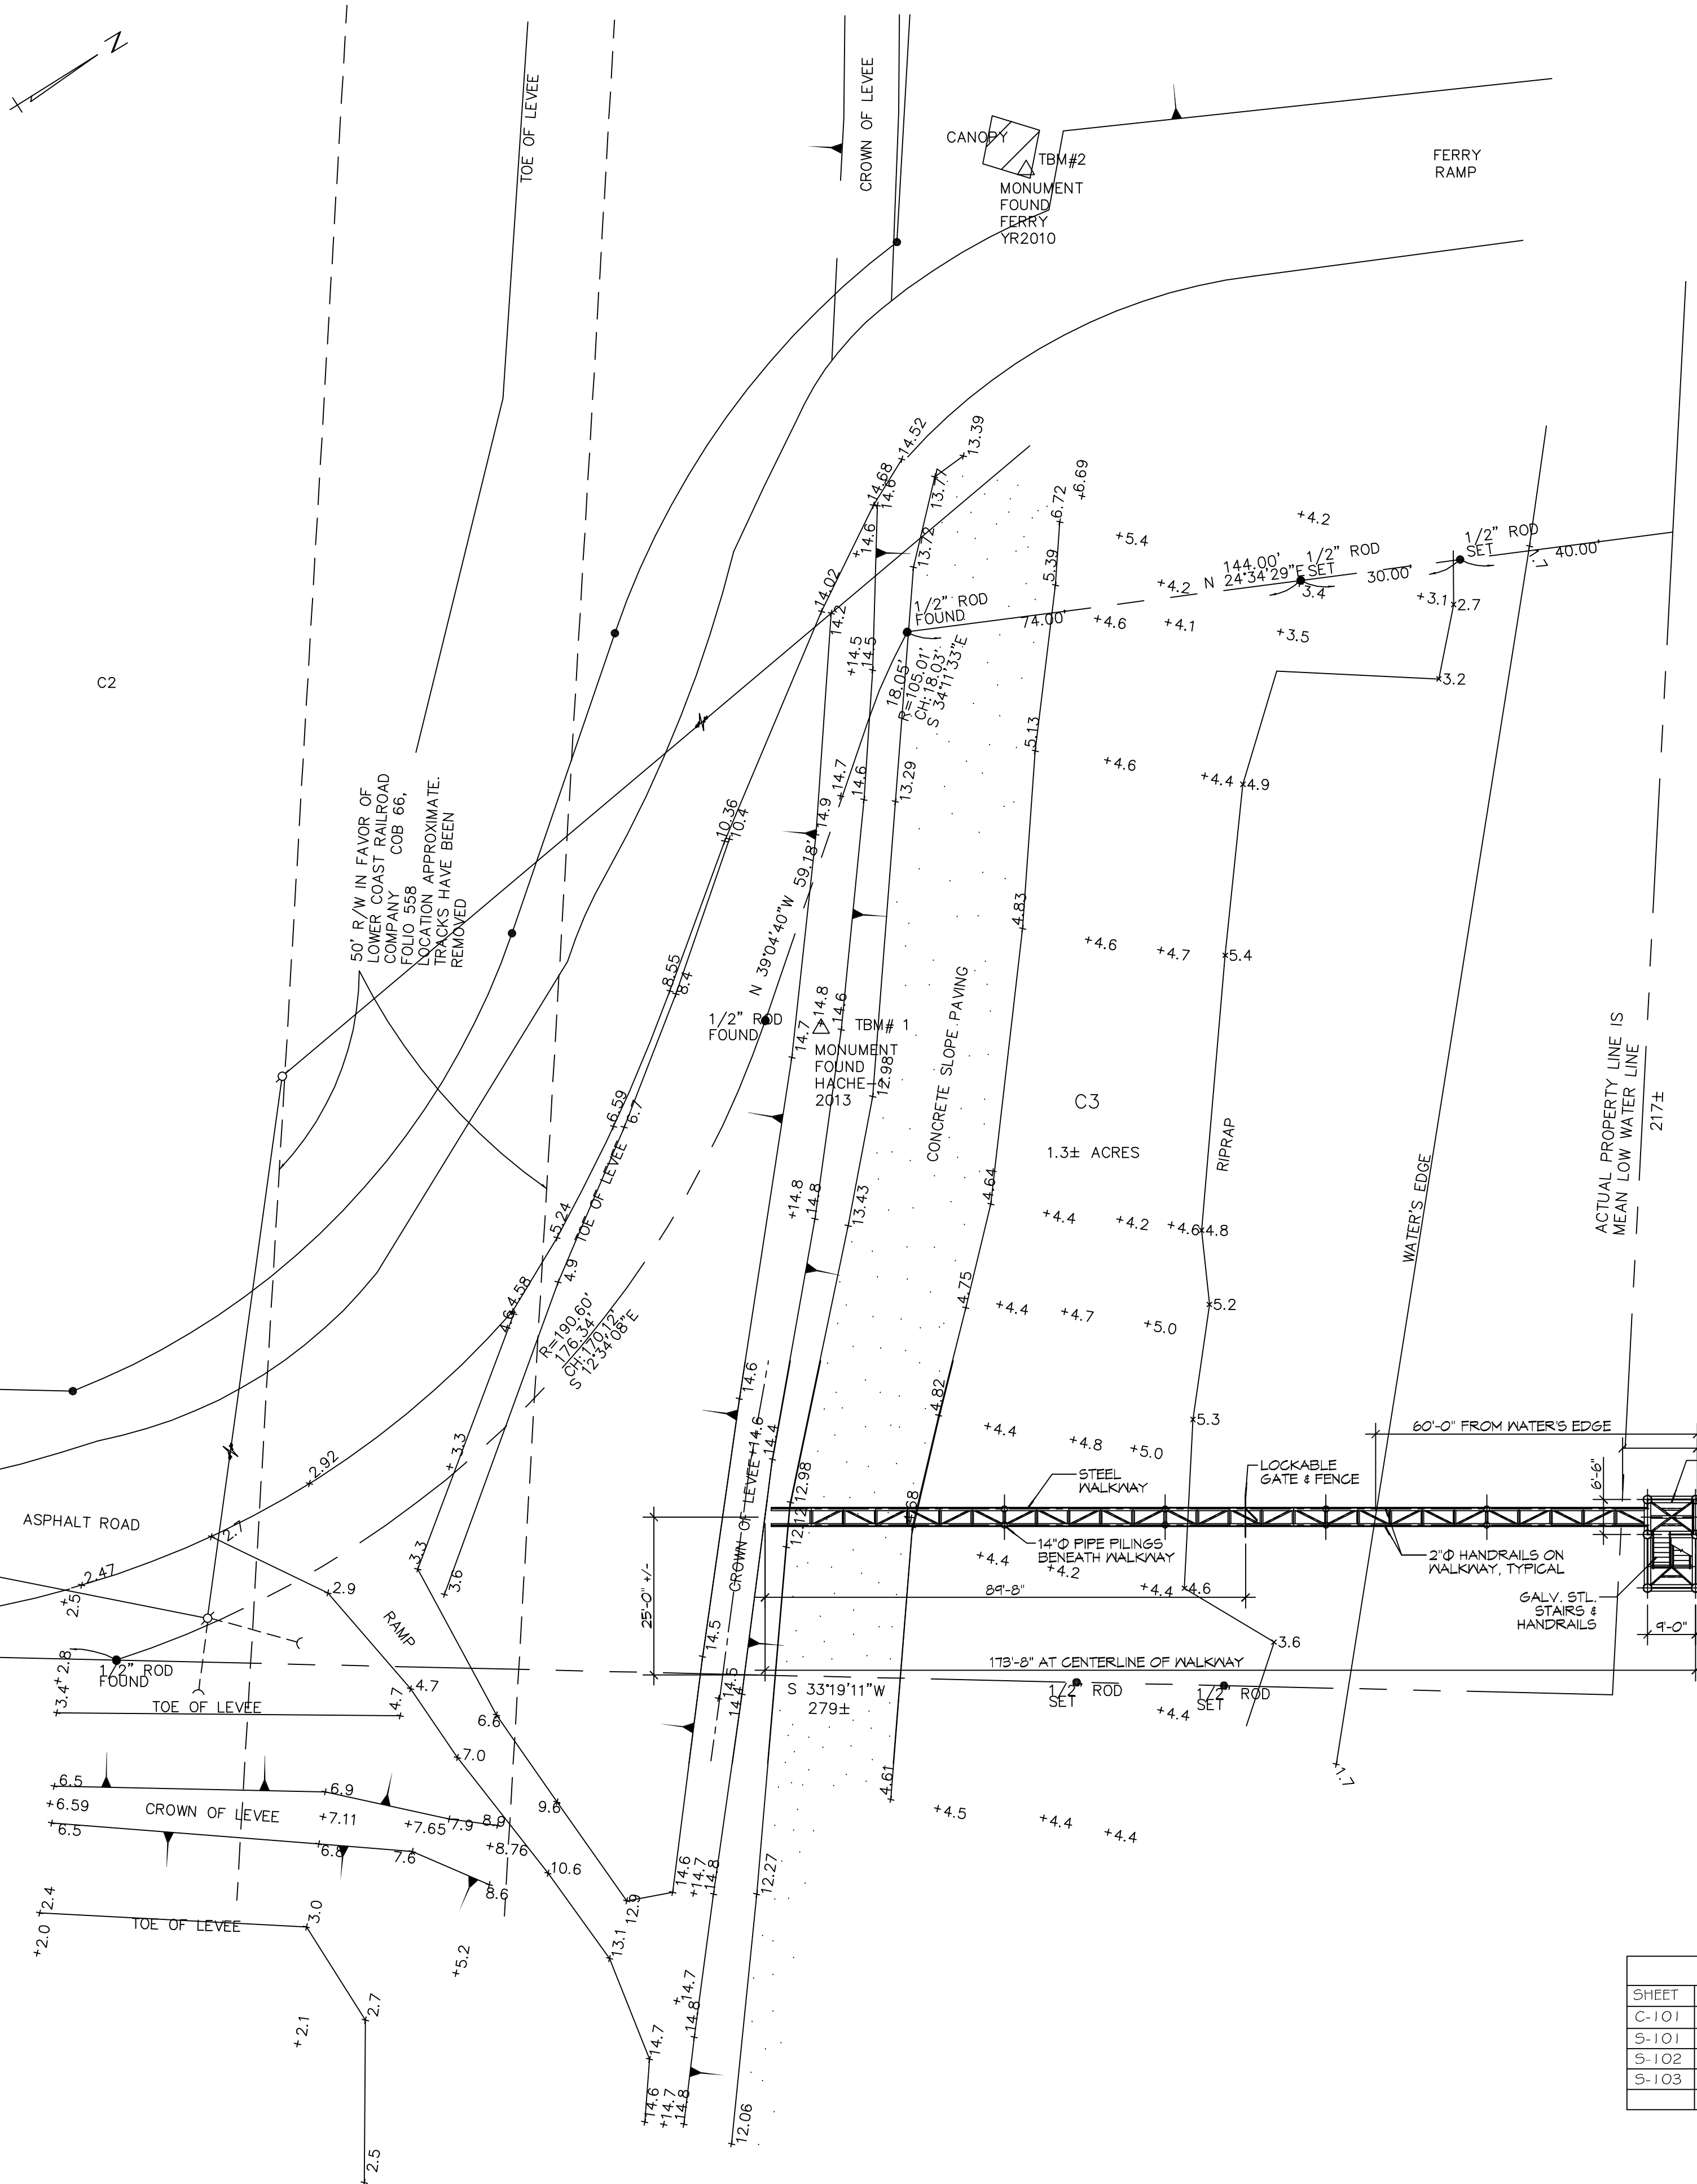 N
TOE OF LEVEE
CROWN OF LEVEE
CANOPY
TBM#2
MONUMENT
FOUND
FERRY
YR2010
FERRY
RAMP
C2
14.52
13.39
14.68
14.6
13.77
14.6
13.72
6.72
6.69
5.39
5.4
4.2
1/2" ROD
SET
40.00'
1.7
144.00'
1/2" ROD
SET
N 24°34'29"E
30.00'
3.4
4.2
3.1
2.7
14.02
14.2
1/2" ROD
FOUND
74.00'
4.6
4.1
3.5
3.2
14.5
14.5
18.05'
R=105.01'
CH:18.03'
S 34°11'33"E
5.13
50' R/W IN FAVOR OF
LOWER COAST RAILROAD
COMPANY COB 66,
FOLIO 558
LOCATION APPROXIMATE.
TRACKS HAVE BEEN
REMOVED
10.36
10.4
14.9
14.7
14.6
13.29
4.6
4.4
4.9
N 39°04'40"W 59.18'
4.83
4.6
4.7
5.4
8.55
8.4
1/2" ROD
FOUND
14.7
14.8
14.6
TBM# 1
MONUMENT
FOUND
HACHE-
2013
12.98
CONCRETE SLOPE PAVING
C3
1.3± ACRES
RIPRAP
WATER'S EDGE
ACTUAL PROPERTY LINE IS
MEAN LOW WATER LINE
217±
6.59
6.7
TOE OF LEVEE
5.24
4.9
14.8
14.8
13.43
4.64
4.4
4.2
4.6
4.8
4.58
4.6
R=190.60'
176.34'
CH:170.12'
S 12°34'08"E
4.75
4.4
4.7
5.0
5.2
14.6
CROWN OF LEVEE
14.6
14.4
4.82
4.4
4.8
5.0
5.3
60'-0" FROM WATER'S EDGE
3.3
2.92
12.98
12.12
4.68
STEEL
WALKWAY
LOCKABLE
GATE & FENCE
6'-6"
ASPHALT ROAD
2.7
2.47
2.5
2.9
3.3
3.6
25'-0" +/-
14"Φ PIPE PILINGS
BENEATH WALKWAY
4.4
4.2
4.4
4.6
2"Φ HANDRAILS ON
WALKWAY, TYPICAL
89'-8"
GALV. STL.
STAIRS &
HANDRAILS
9'-0"
RAMP
3.6
2.8
3.4
1/2" ROD
FOUND
TOE OF LEVEE
4.7
4.7
14.5
14.5
14.7
173'-8" AT CENTERLINE OF WALKWAY
S 33°19'11"W
279±
1/2" ROD
SET
1/2" ROD
SET
4.4
6.6
7.0
1.7
6.5
6.9
6.59
CROWN OF LEVEE
7.11
7.65
7.9
8.9
9.6
4.61
4.5
4.4
4.4
6.5
6.8
7.6
8.76
10.6
8.6
14.6
14.7
14.8
12.27
12.9
2.4
TOE OF LEVEE
3.0
2.0
5.2
13.1
14.7
14.8
2.7
2.1
14.7
14.6
14.7
14.8
12.06
2.5
SHEET
C-101
S-101
S-102
S-103